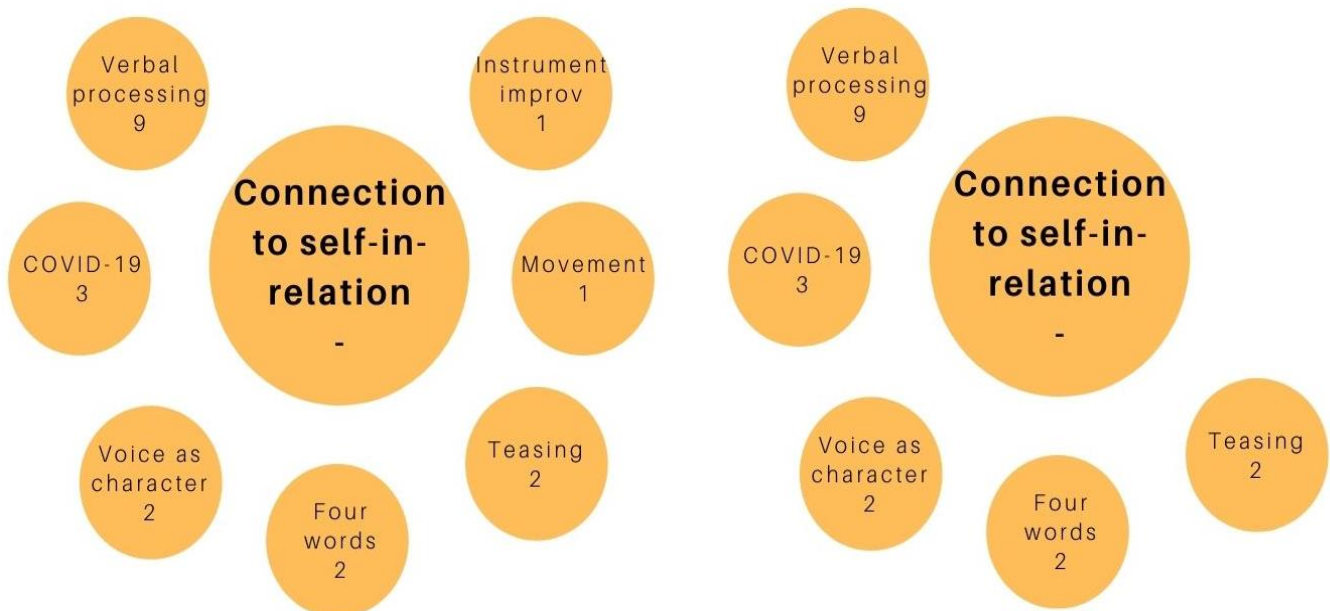 Verbal
processing
9
Instrument
improv
1
Connection
to self-in-
relation
-
COVID-19
3
Movement
1
Voice as
character
2
Four
words
2
Teasing
2
Verbal
processing
9
Connection
to self-in-
relation
-
COVID-19
3
Voice as
character
2
Four
words
2
Teasing
2